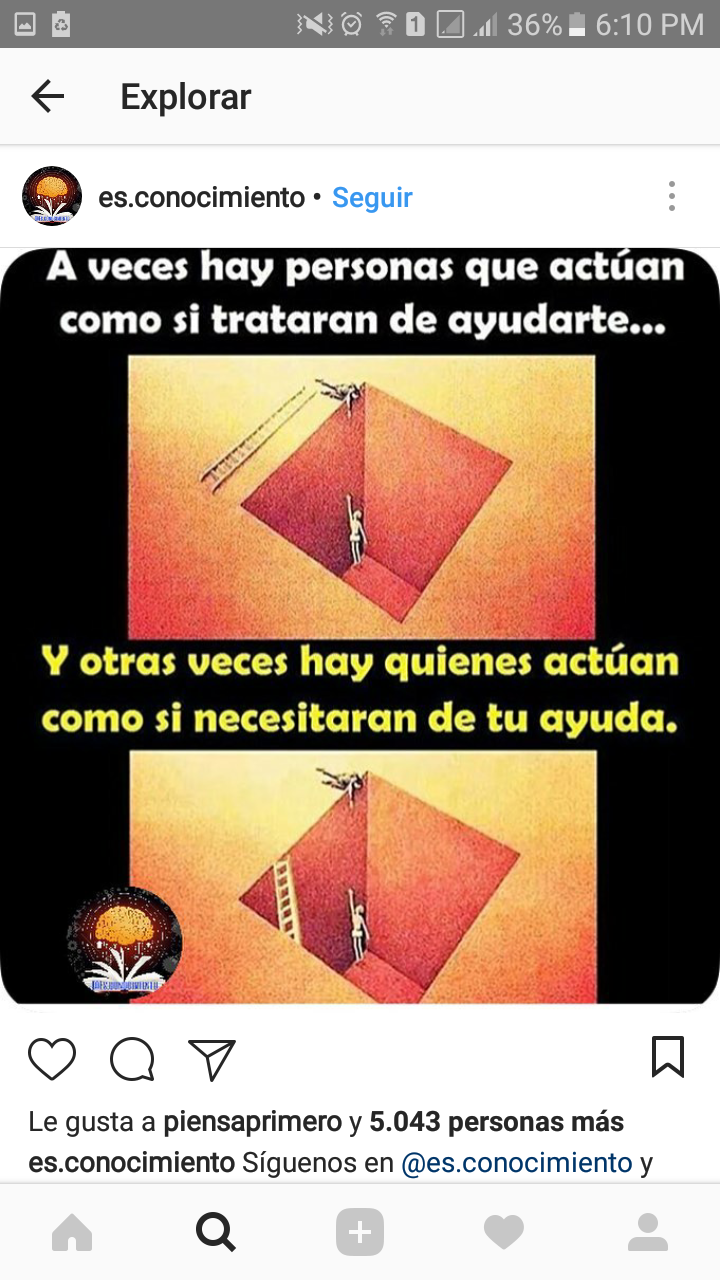 1 36% 6:10 PM
Explorar
es.conocimiento • Seguir
A veces hay personas que actúan
como si trataran de ayudarte...
Y otras veces hay quienes actúan
como si necesitaran de tu ayuda.
Le gusta a piensaprimero y 5.043 personas más
es.conocimiento Síguenos en @es.conocimiento y